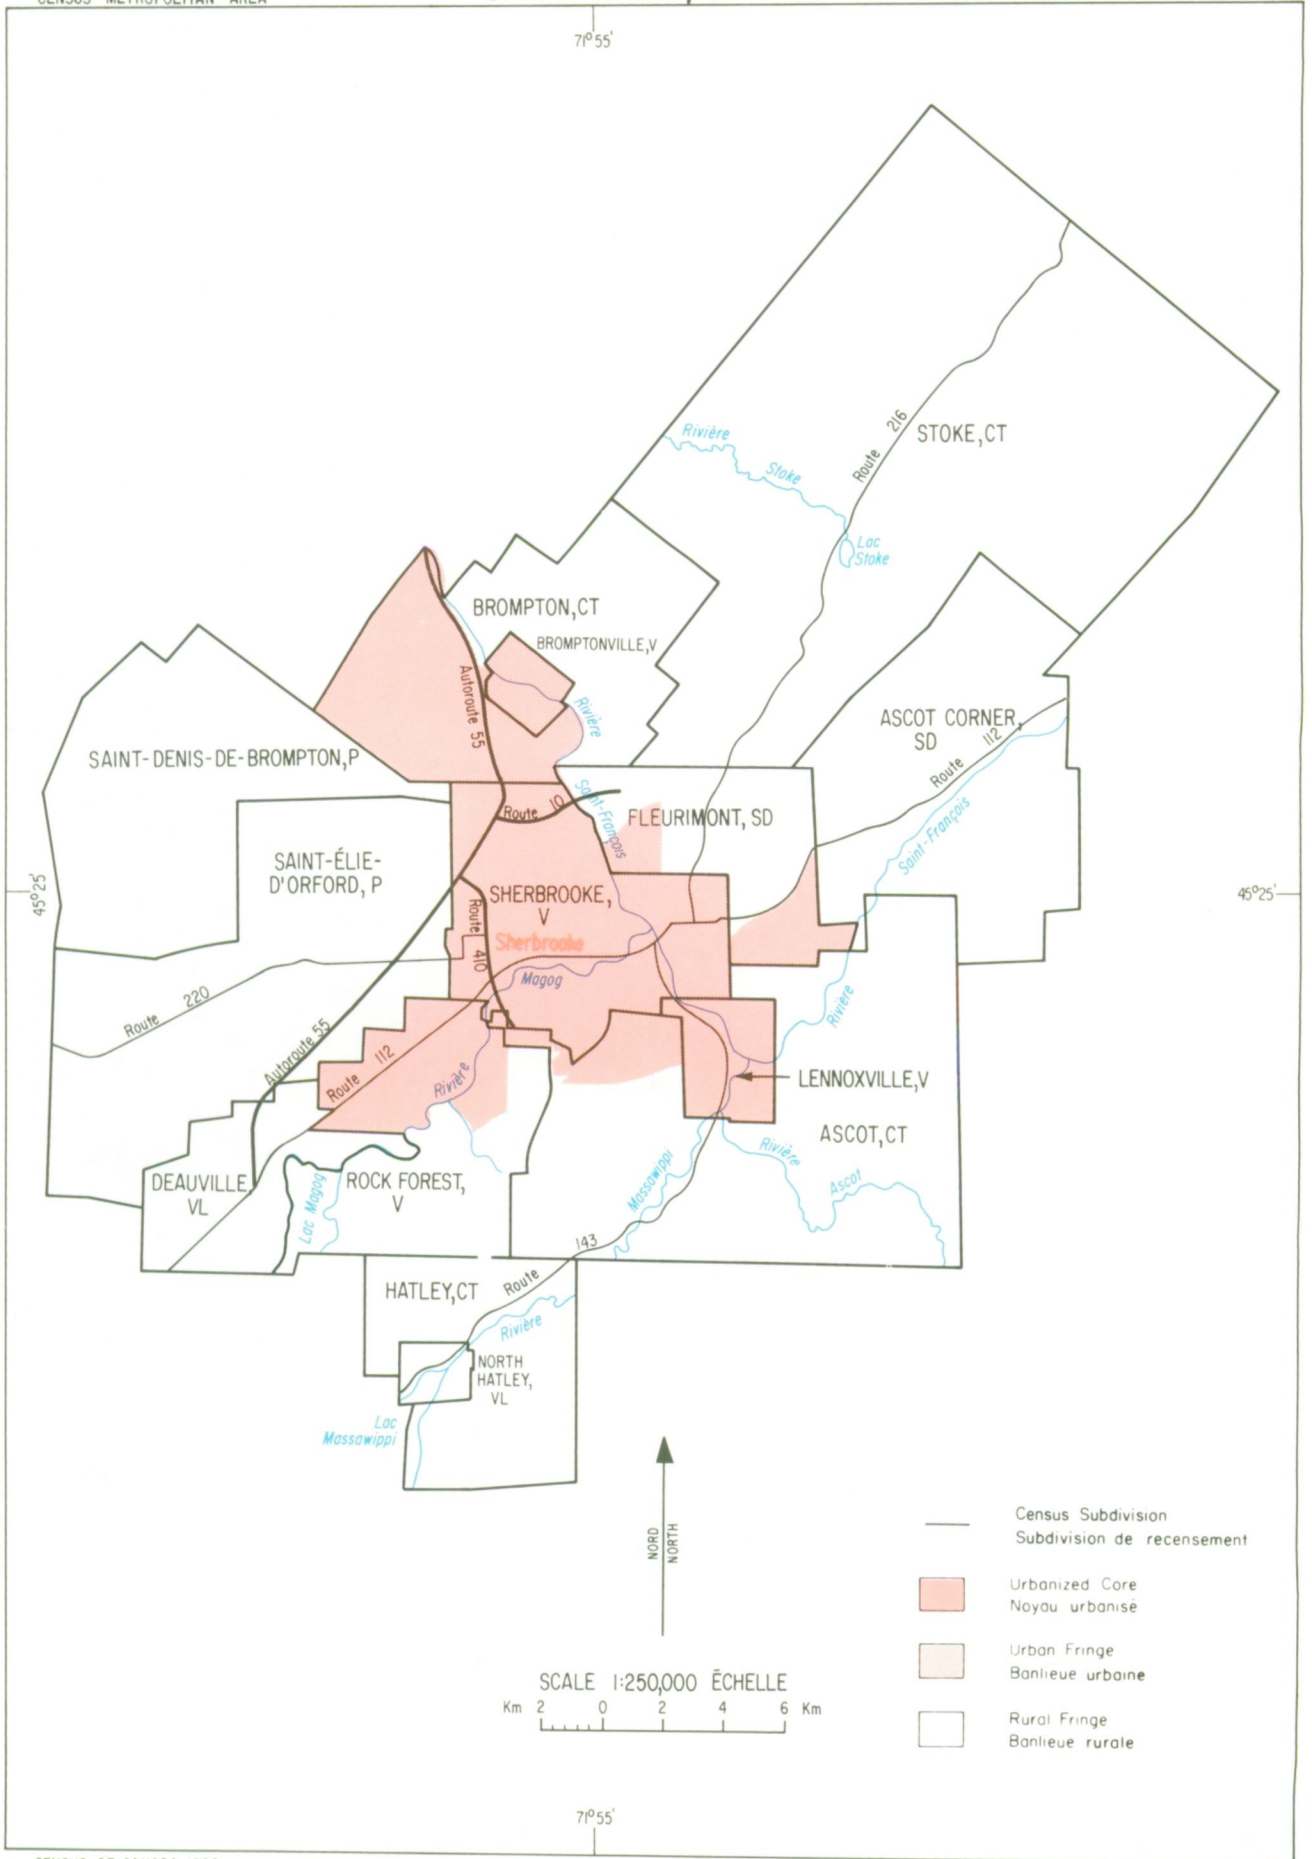 CENSUS METROPOLITAN AREA
71°55'
STOKE, CT
Route 216
Rivière
Stoke
Lac
Stoke
BROMPTON, CT
BROMPTONVILLE, V
Autoroute 55
Rivière
Saint-François
ASCOT CORNER,
SD
Route 112
SAINT-DENIS-DE-BROMPTON, P
Route 10
FLEURIMONT, SD
Saint-François
SAINT-ÉLIE-
D'ORFORD, P
45°25'
45°25'
SHERBROOKE,
V
Sherbrooke
Route 410
Magog
Route 220
Rivière
Autoroute 55
Route 112
Rivière
LENNOXVILLE, V
ASCOT, CT
Rivière
Ascot
Massawippi
DEAUVILLE,
VL
Lac Magog
ROCK FOREST,
V
143
Route
HATLEY, CT
Rivière
NORTH
HATLEY,
VL
Lac
Massawippi
NORD
NORTH
Census Subdivision
Subdivision de recensement
Urbanized Core
Noyau urbanisé
Urban Fringe
Banlieue urbaine
Rural Fringe
Banlieue rurale
SCALE 1:250,000 ÉCHELLE
Km 2 0 2 4 6 Km
71°55'